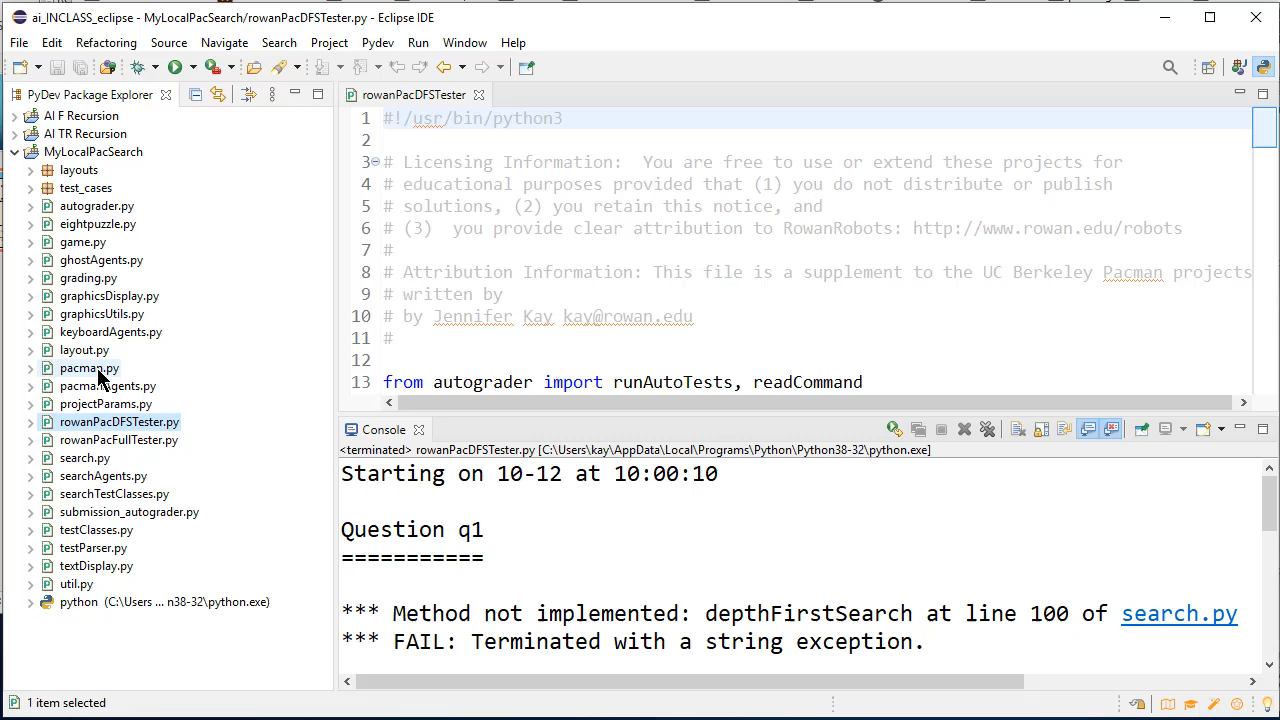 ai_INCLASS_eclipse - MyLocalPacSearch/rowanPacDFSTester.py - Eclipse IDE
File Edit Refactoring Source Navigate Search Project Pydev Run Window Help
PyDev Package Explorer
AI F Recursion
AI TR Recursion
MyLocalPacSearch
layouts
test_cases
autograder.py
eightpuzzle.py
game.py
ghostAgents.py
grading.py
graphicsDisplay.py
graphicsUtils.py
keyboardAgents.py
layout.py
pacman.py
pacmanAgents.py
projectParams.py
rowanPacDFSTester.py
rowanPacFullTester.py
search.py
searchAgents.py
searchTestClasses.py
submission_autograder.py
testClasses.py
testParser.py
textDisplay.py
util.py
python (C:\Users ... n38-32\python.exe)
rowanPacDFSTester
1 #!/usr/bin/python3
2
3 # Licensing Information:  You are free to use or extend these projects for
4 # educational purposes provided that (1) you do not distribute or publish
5 # solutions, (2) you retain this notice, and
6 # (3)  you provide clear attribution to RowanRobots: http://www.rowan.edu/robots
7 #
8 # Attribution Information: This file is a supplement to the UC Berkeley Pacman projects
9 # written by
10 # by Jennifer Kay kay@rowan.edu
11 #
12
13 from autograder import runAutoTests, readCommand
Console
<terminated> rowanPacDFSTester.py [C:\Users\kay\AppData\Local\Programs\Python\Python38-32\python.exe]
Starting on 10-12 at 10:00:10
Question q1
===========
*** Method not implemented: depthFirstSearch at line 100 of search.py
*** FAIL: Terminated with a string exception.
1 item selected